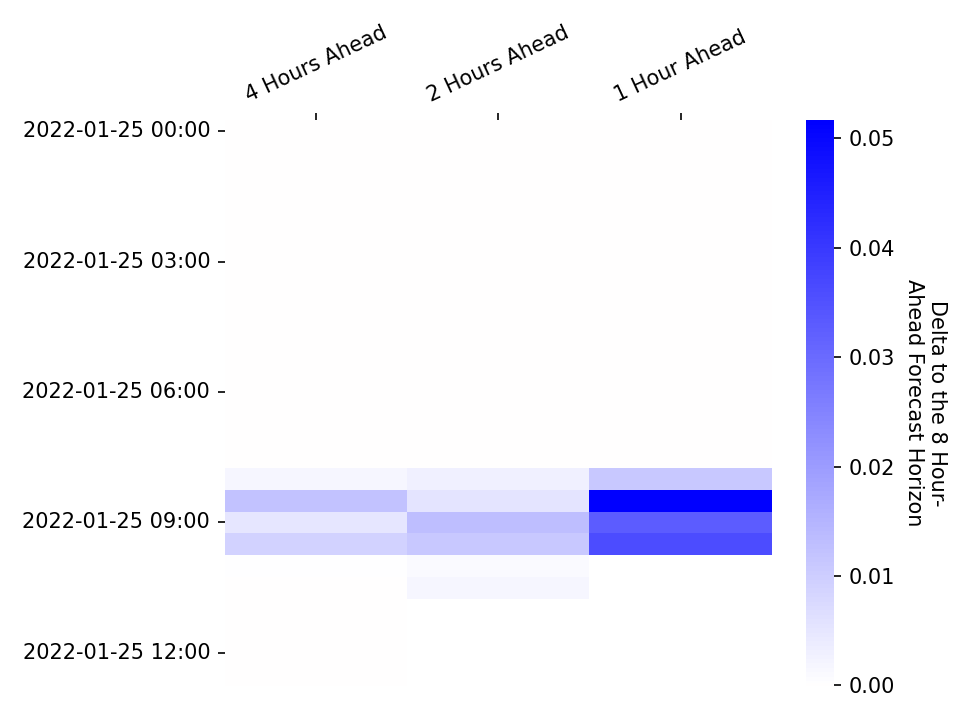 4 Hours Ahead
2 Hours Ahead
1 Hour Ahead
2022-01-25 00:00
2022-01-25 03:00
2022-01-25 06:00
2022-01-25 09:00
2022-01-25 12:00
0.05
0.04
0.03
0.02
0.01
0.00
Delta to the 8 Hour-
Ahead Forecast Horizon